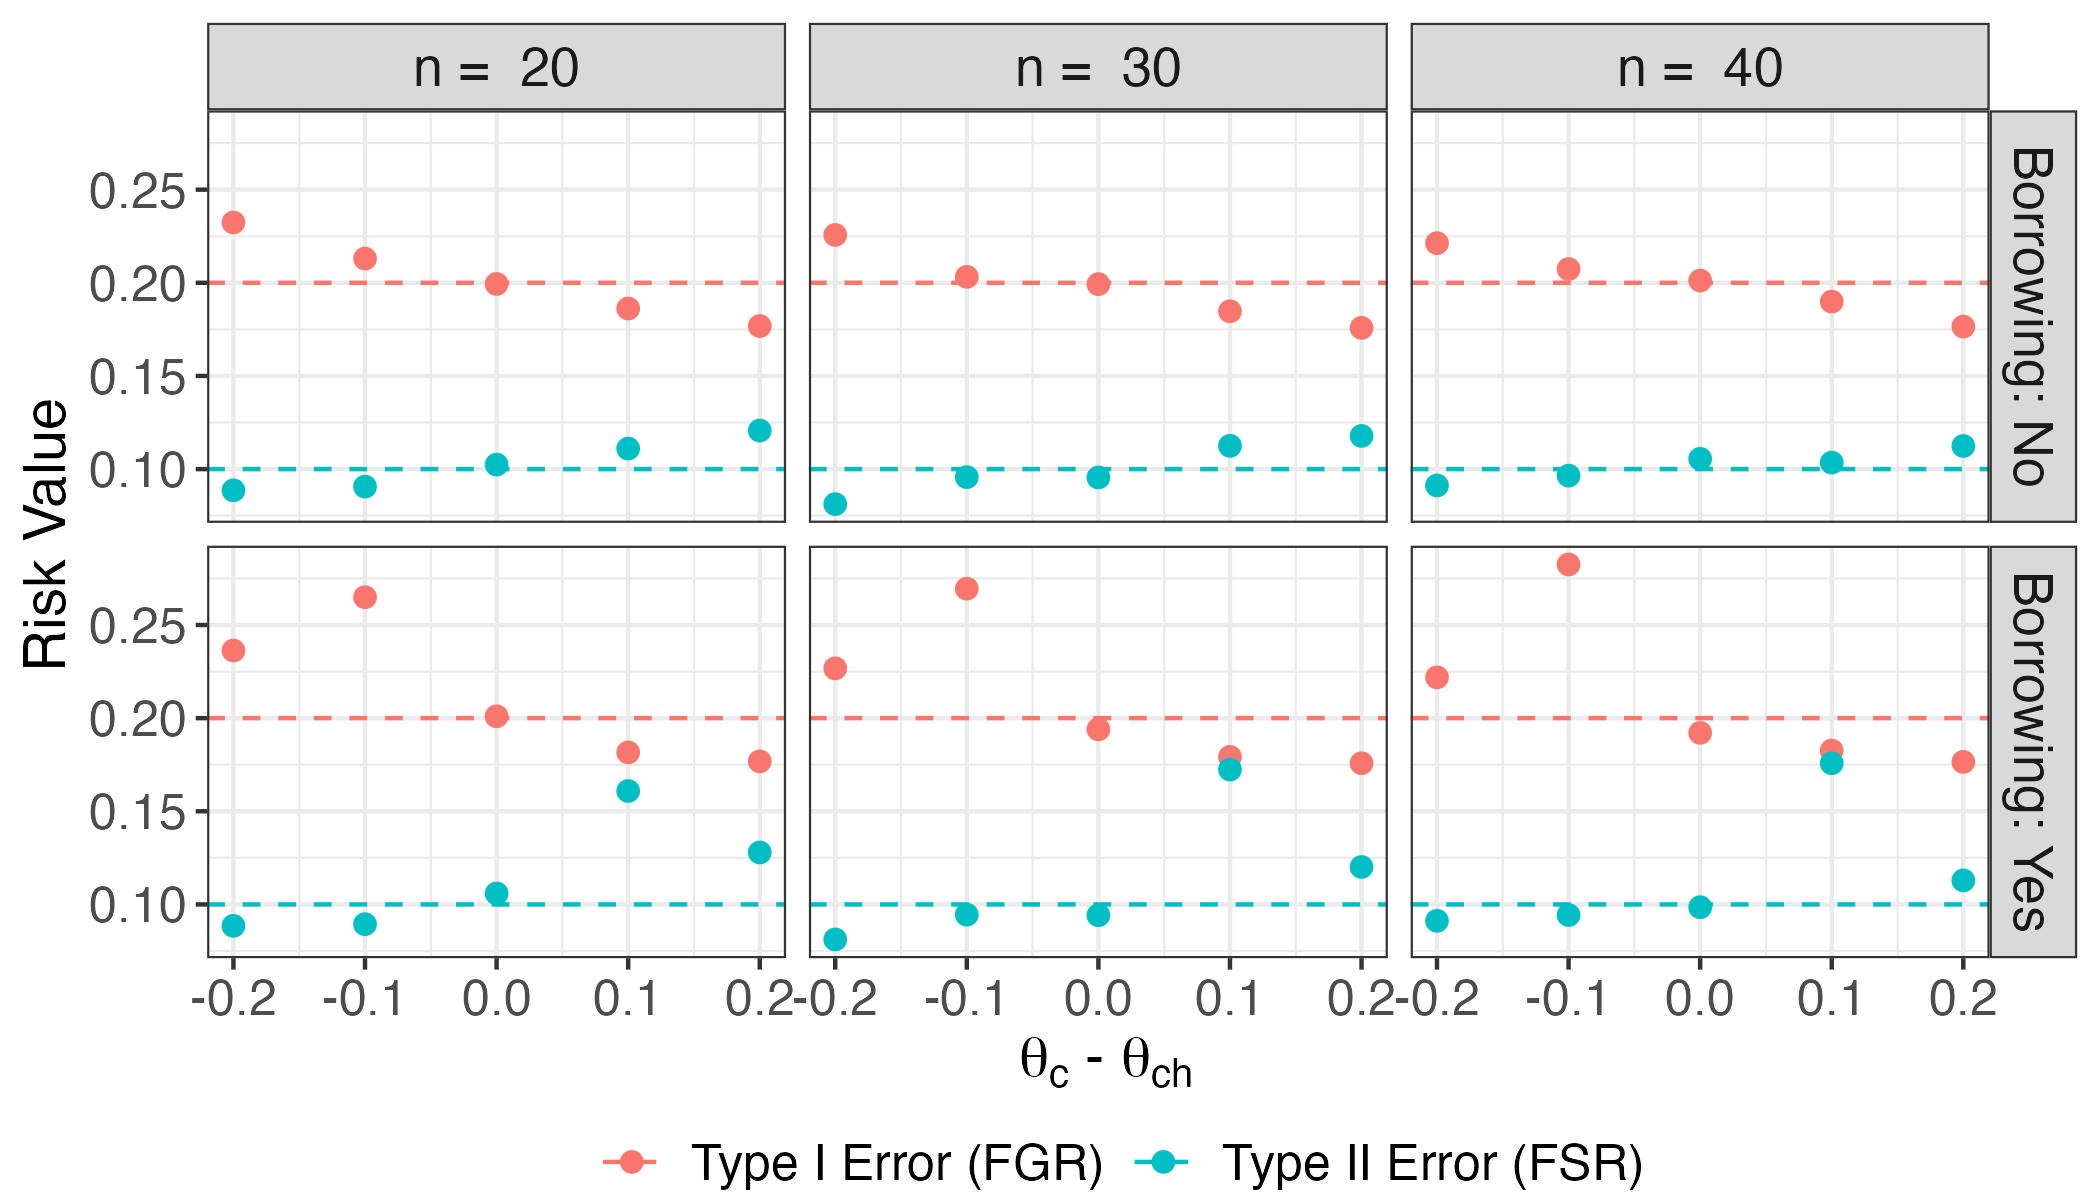 n = 20
n = 30
n = 40
Borrowing: No
Borrowing: Yes
Risk Value
0.25
0.20
0.15
0.10
0.25
0.20
0.15
0.10
-0.2 -0.1 0.0 0.1 0.2
-0.2 -0.1 0.0 0.1 0.2
-0.2 -0.1 0.0 0.1 0.2
θc - θch
Type I Error (FGR)
Type II Error (FSR)